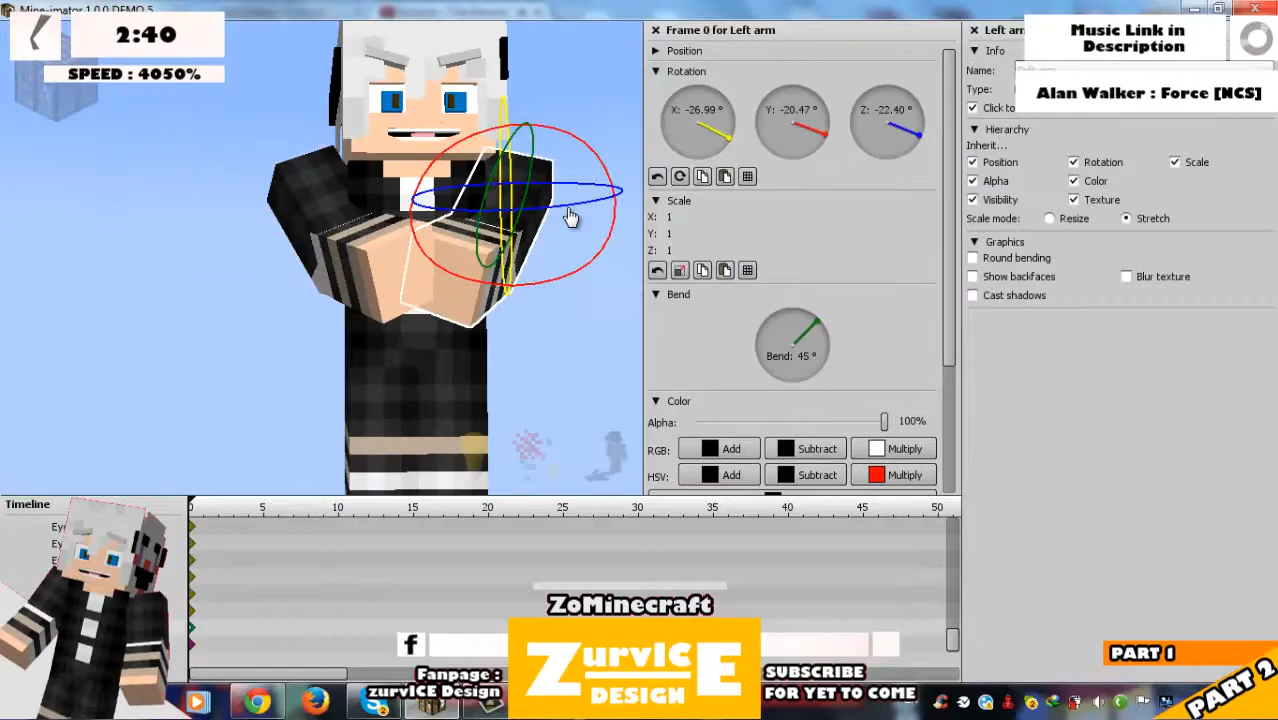 Mine-imator 1.0.0 DEMO 5
2:40
SPEED : 4050%
Frame 0 for Left arm
Position
Rotation
X: -26.99 °
Y: -20.47 °
Z: -22.40 °
Scale
X: 1
Y: 1
Z: 1
Bend
Bend: 45 °
Color
Alpha:
100%
RGB:
Add
Subtract
Multiply
HSV:
Add
Subtract
Multiply
Left arm
Music Link in
Description
Info
Name:
Type:
Alan Walker : Force [NCS]
Click to
Hierarchy
Inherit...
Position
Rotation
Scale
Alpha
Color
Visibility
Texture
Scale mode:
Resize
Stretch
Graphics
Round bending
Show backfaces
Blur texture
Cast shadows
Timeline
0 5 10 15 20 25 30 35 40 45 50
ZoMinecraft
f
Fanpage :
zurvICE Design
ZurvICE
DESIGN
SUBSCRIBE
FOR YET TO COME
PART 1
PART 2